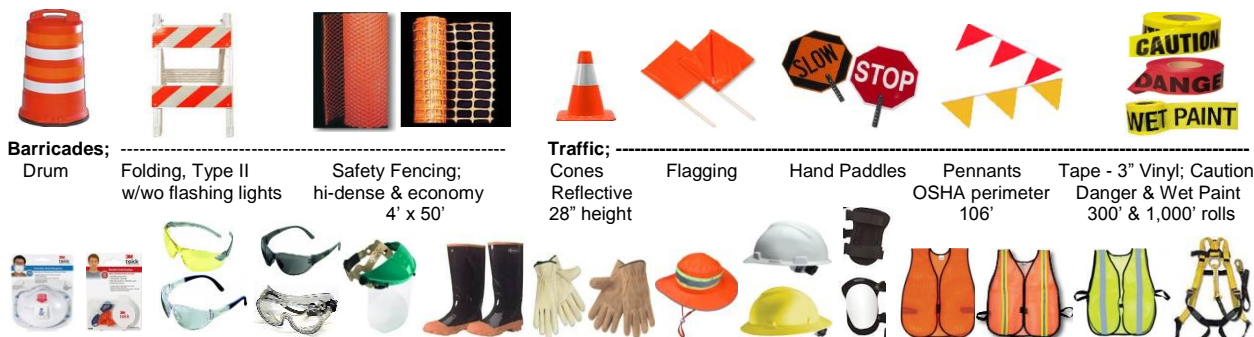 SLOW
STOP
CAUTION
DANGE
WET PAINT
Barricades;
Traffic;
Drum
Folding, Type II
w/wo flashing lights
Safety Fencing;
hi-dense & economy
4’ x 50’
Cones
Reflective
28” height
Flagging
Hand Paddles
Pennants
OSHA perimeter
106’
Tape - 3” Vinyl; Caution
Danger & Wet Paint
300’ & 1,000’ rolls
3M
3M